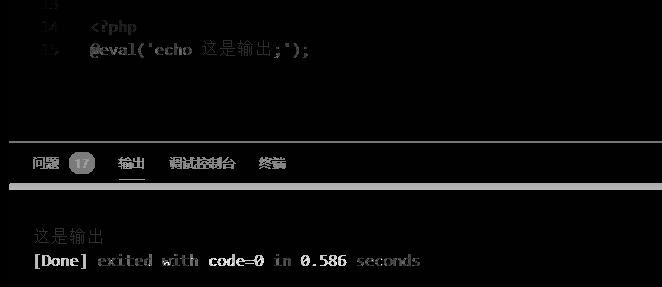 13
14 <?php
15 @eval('echo 这是输出;');
问题 17 输出 调试控制台 终端
这是输出
[Done] exited with code=0 in 0.586 seconds